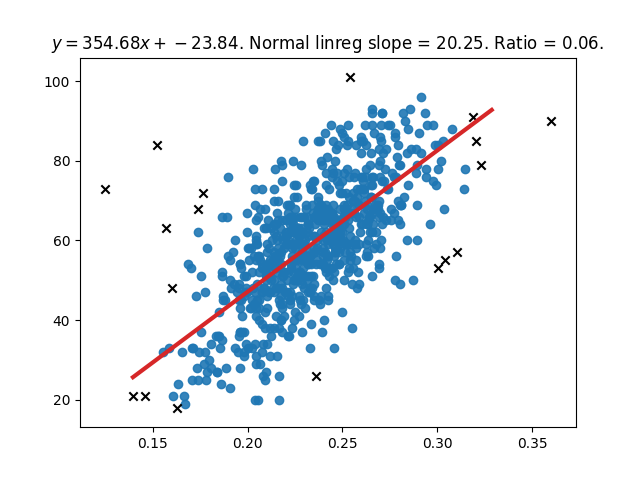 y = 354.68x + −23.84. Normal linreg slope = 20.25. Ratio = 0.06.
100
80
60
40
20
0.15 0.20 0.25 0.30 0.35